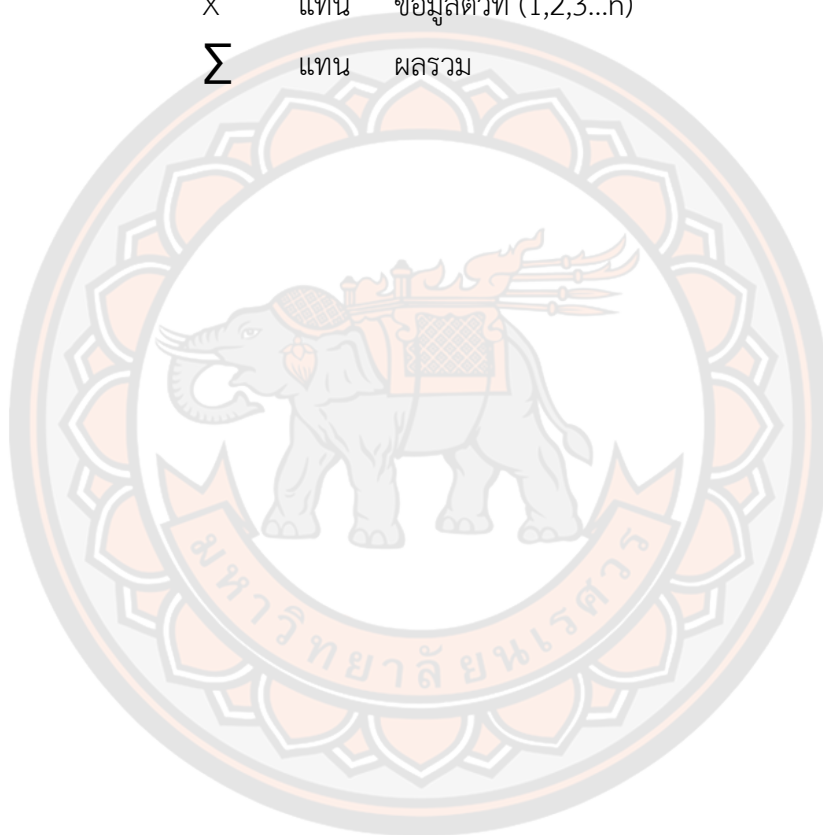 X แทน ข้อมูลตัวที่ (1,2,3...n)
∑ แทน ผลรวม
มหาวิทยาลัยนเรศวร